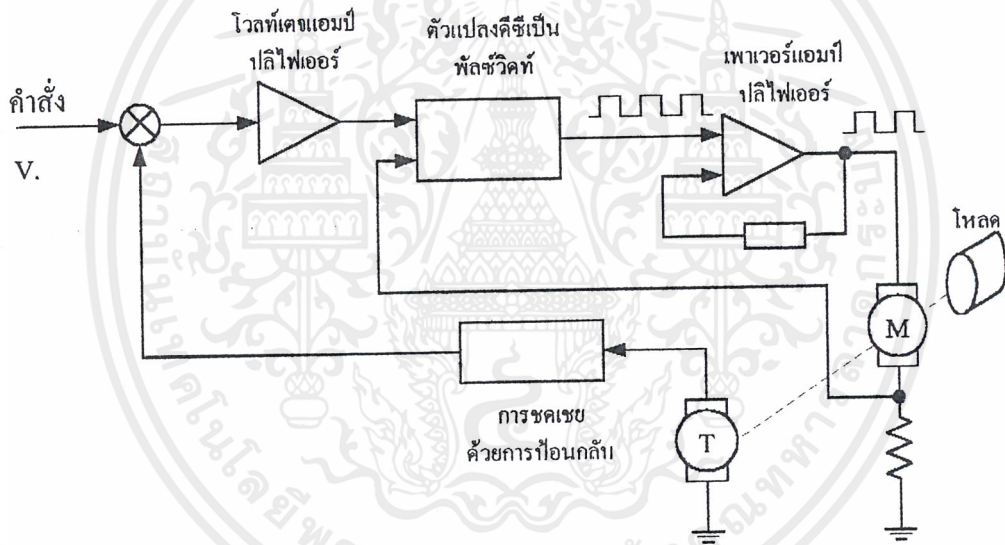 โวลท์เตจแอมป์
ปลิไฟเออร์
ตัวแปลงดีซีเป็น
พัลซ์วิดท์
เพาเวอร์แอมป์
ปลิไฟเออร์
คำสั่ง
V.
โหลด
M
การชดเชย
ด้วยการป้อนกลับ
T